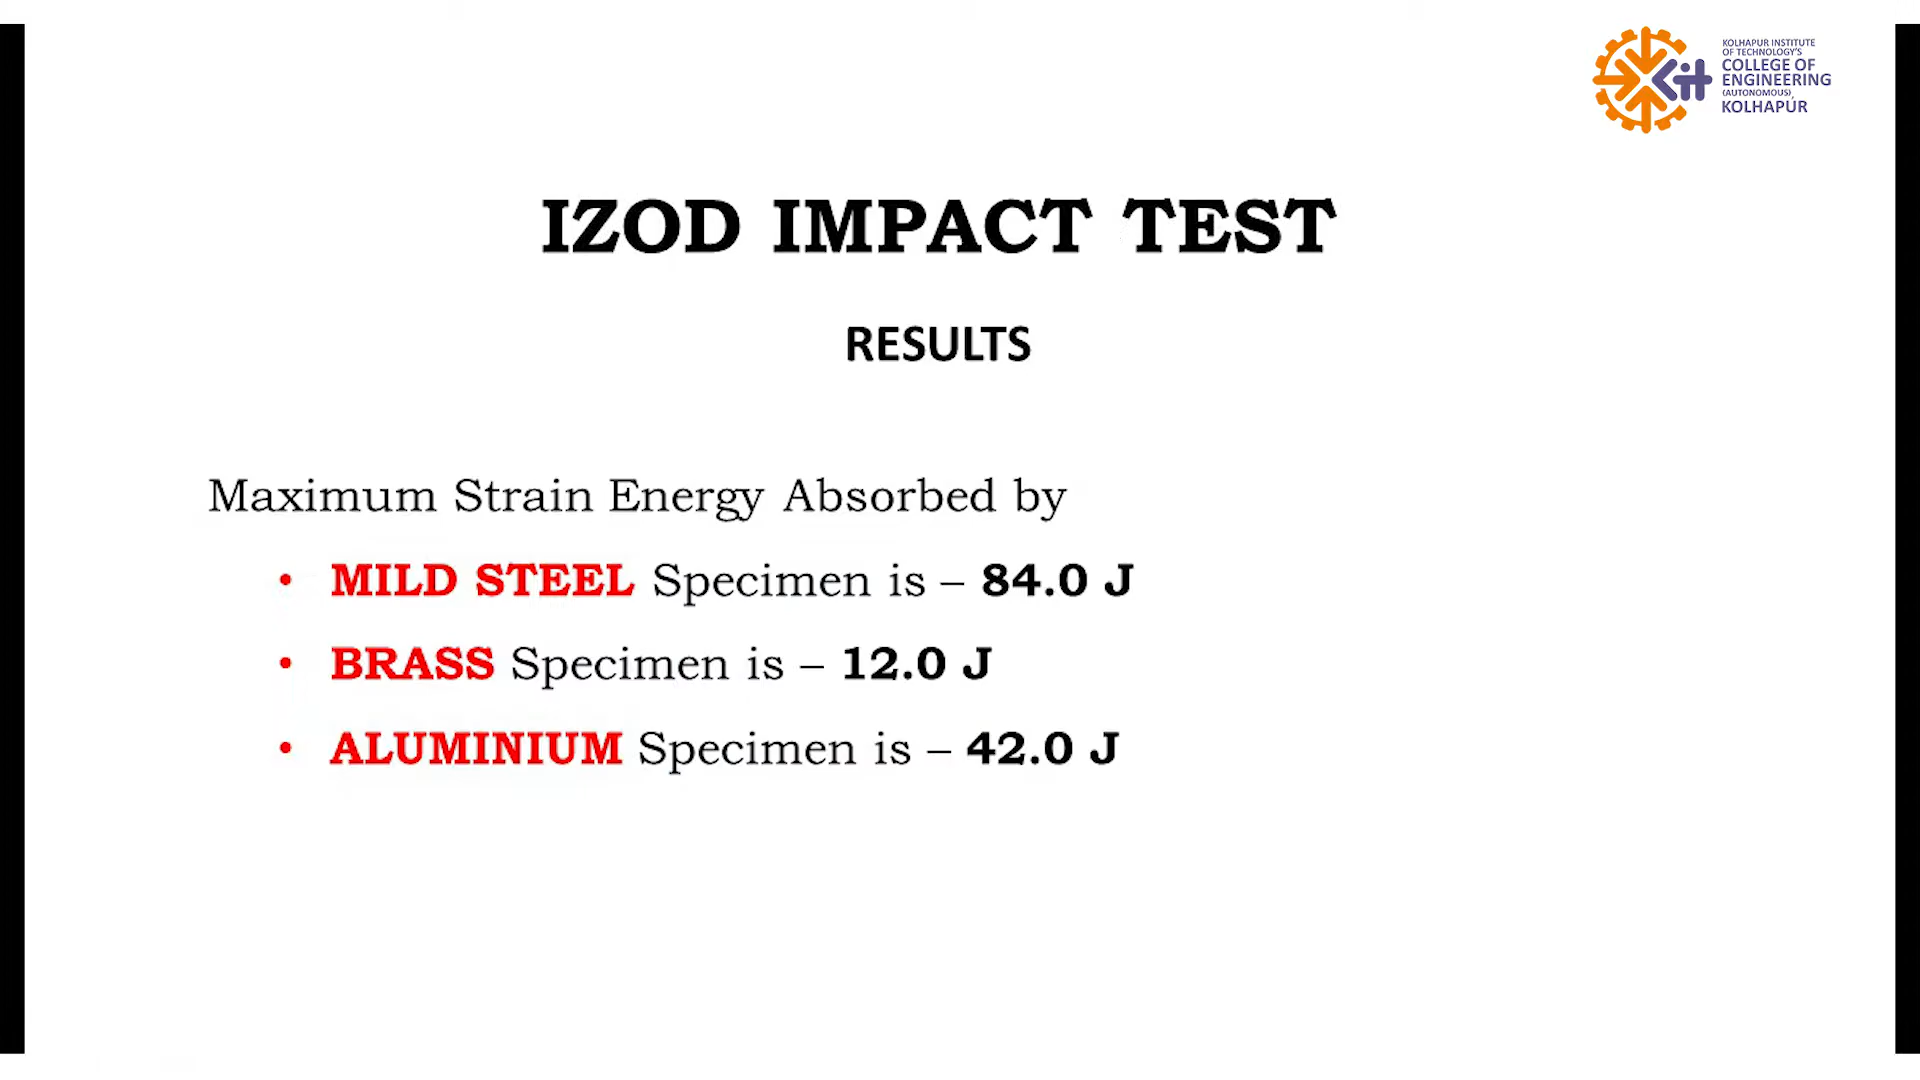 KOLHAPUR INSTITUTE
OF TECHNOLOGY'S
COLLEGE OF
ENGINEERING
(AUTONOMOUS),
KOLHAPUR
kit
IZOD IMPACT TEST
RESULTS
Maximum Strain Energy Absorbed by
• MILD STEEL Specimen is – 84.0 J
• BRASS Specimen is – 12.0 J
• ALUMINIUM Specimen is – 42.0 J